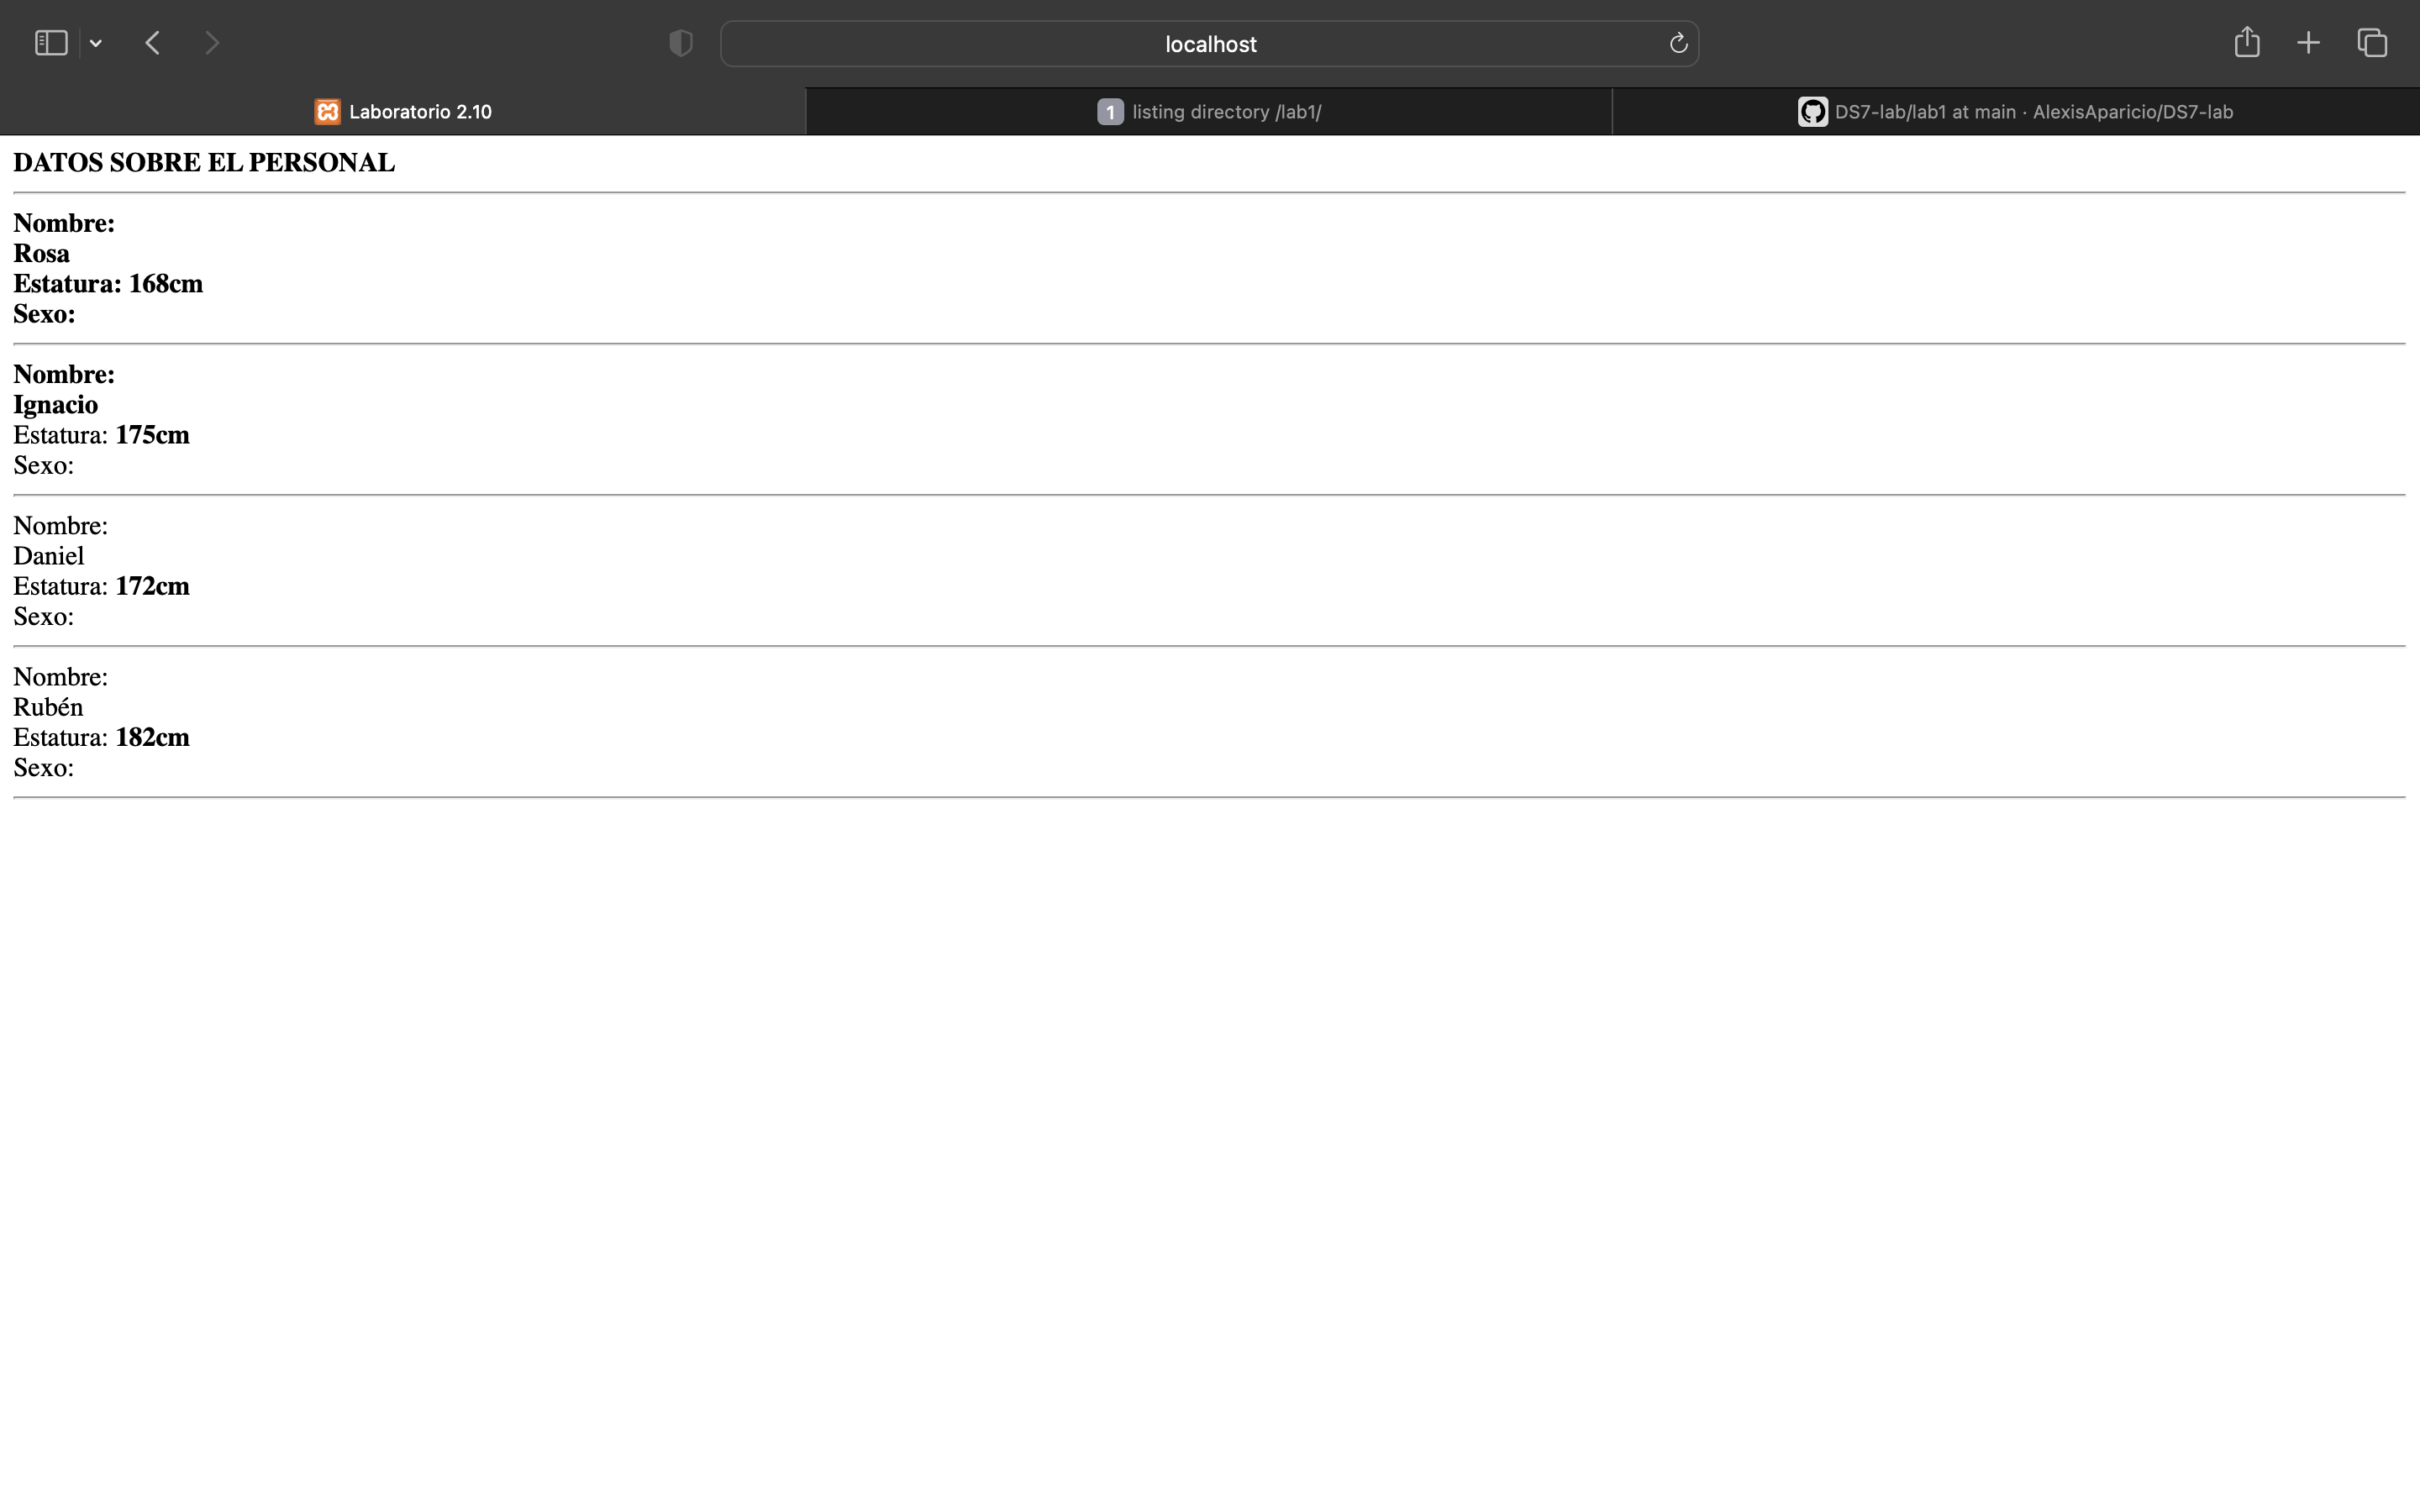 localhost
Laboratorio 2.10
1 listing directory /lab1/
DS7-lab/lab1 at main · AlexisAparicio/DS7-lab
DATOS SOBRE EL PERSONAL
Nombre:
Rosa
Estatura: 168cm
Sexo:
Nombre:
Ignacio
Estatura: 175cm
Sexo:
Nombre:
Daniel
Estatura: 172cm
Sexo:
Nombre:
Rubén
Estatura: 182cm
Sexo: